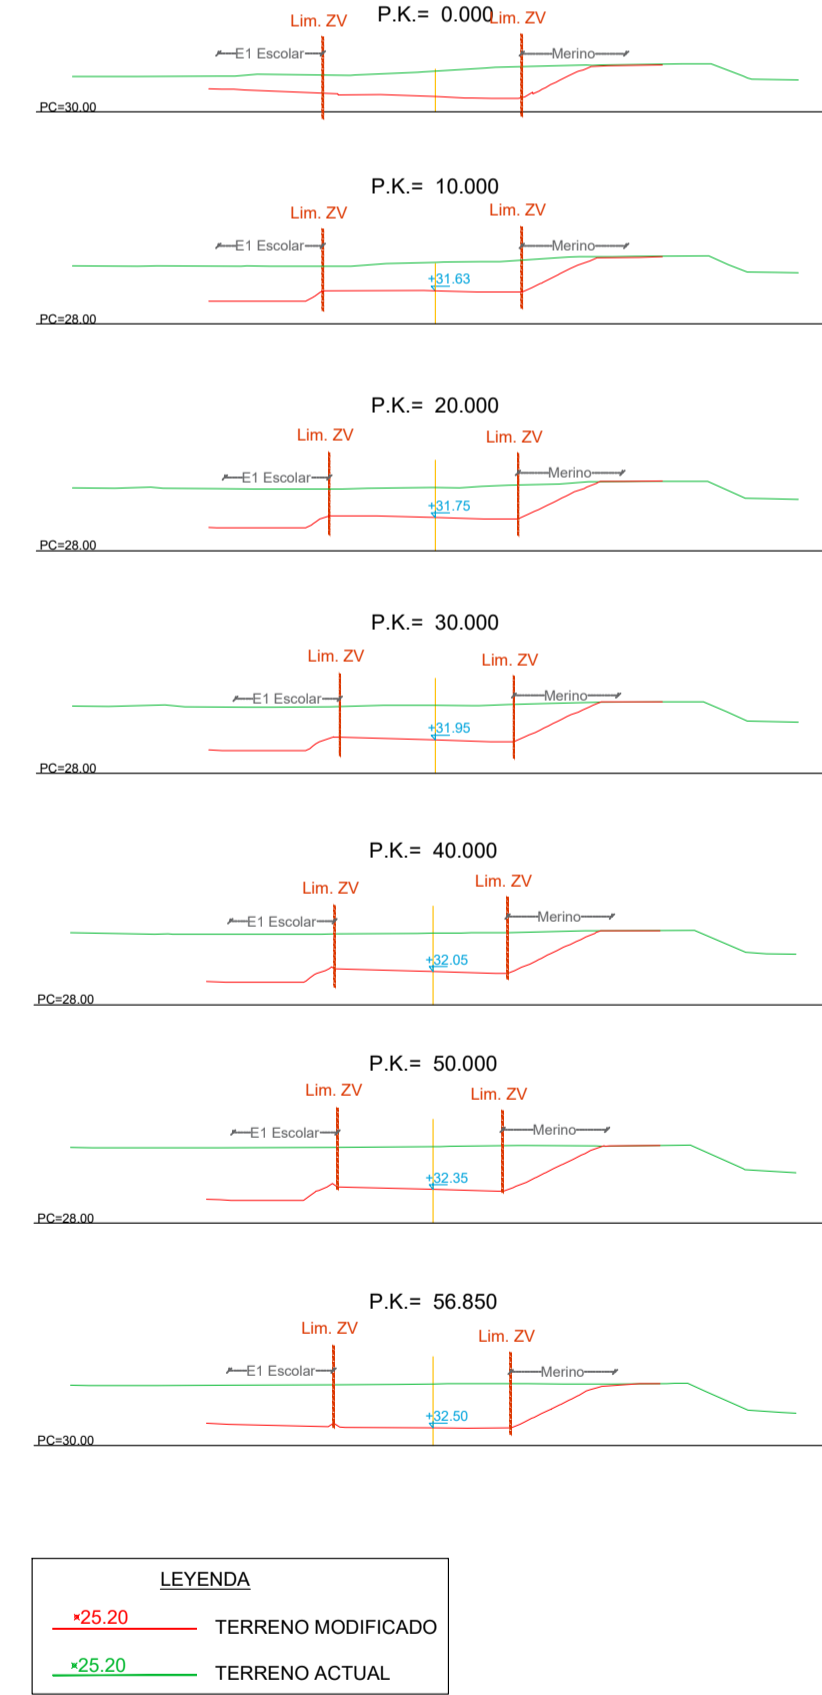 P.K.= 0.000
Lim. ZV
Lim. ZV
E1 Escolar
Merino
PC=30.00
P.K.= 10.000
Lim. ZV
Lim. ZV
E1 Escolar
Merino
+31.63
PC=28.00
P.K.= 20.000
Lim. ZV
Lim. ZV
E1 Escolar
Merino
+31.75
PC=28.00
P.K.= 30.000
Lim. ZV
Lim. ZV
E1 Escolar
Merino
+31.95
PC=28.00
P.K.= 40.000
Lim. ZV
Lim. ZV
E1 Escolar
Merino
+32.05
PC=28.00
P.K.= 50.000
Lim. ZV
Lim. ZV
E1 Escolar
Merino
+32.35
PC=28.00
P.K.= 56.850
Lim. ZV
Lim. ZV
E1 Escolar
Merino
+32.50
PC=30.00
LEYENDA
×25.20 TERRENO MODIFICADO
×25.20 TERRENO ACTUAL